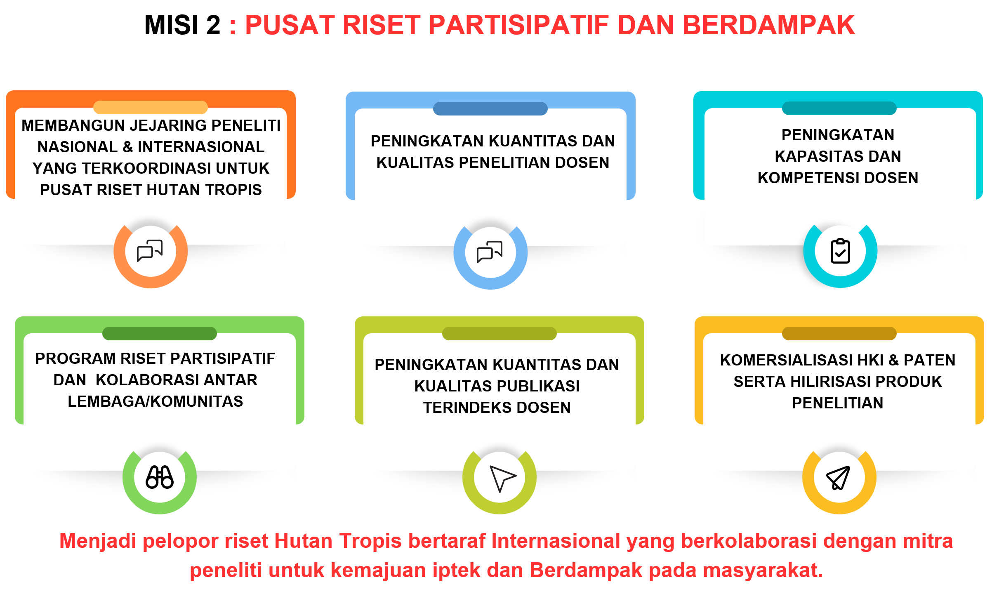 MISI 2 : PUSAT RISET PARTISIPATIF DAN BERDAMPAK
MEMBANGUN JEJARING PENELITI
NASIONAL & INTERNASIONAL
YANG TERKOORDINASI UNTUK
PUSAT RISET HUTAN TROPIS
PENINGKATAN KUANTITAS DAN
KUALITAS PENELITIAN DOSEN
PENINGKATAN
KAPASITAS DAN
KOMPETENSI DOSEN
PROGRAM RISET PARTISIPATIF
DAN  KOLABORASI ANTAR
LEMBAGA/KOMUNITAS
PENINGKATAN KUANTITAS DAN
KUALITAS PUBLIKASI
TERINDEKS DOSEN
KOMERSIALISASI HKI & PATEN
SERTA HILIRISASI PRODUK
PENELITIAN
Menjadi pelopor riset Hutan Tropis bertaraf Internasional yang berkolaborasi dengan mitra
peneliti untuk kemajuan iptek dan Berdampak pada masyarakat.